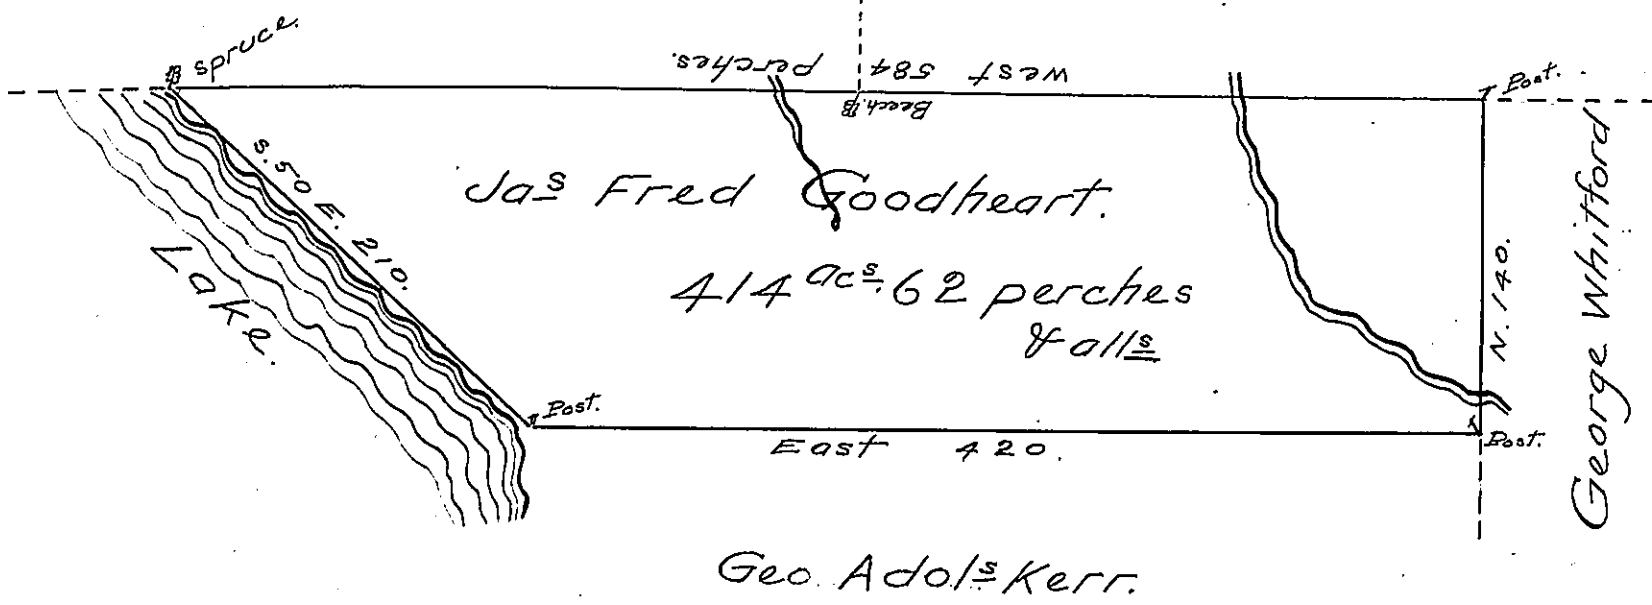 spruce.
West 584 perches.
Post.
Beech.
S. 50 E. 210.
Lake.
Jas Fred Goodheart.
414 acs. 62 perches
& alls
N. 140.
George Whitford
Post.
East 420.
Post.
Geo. Adols Kerr.